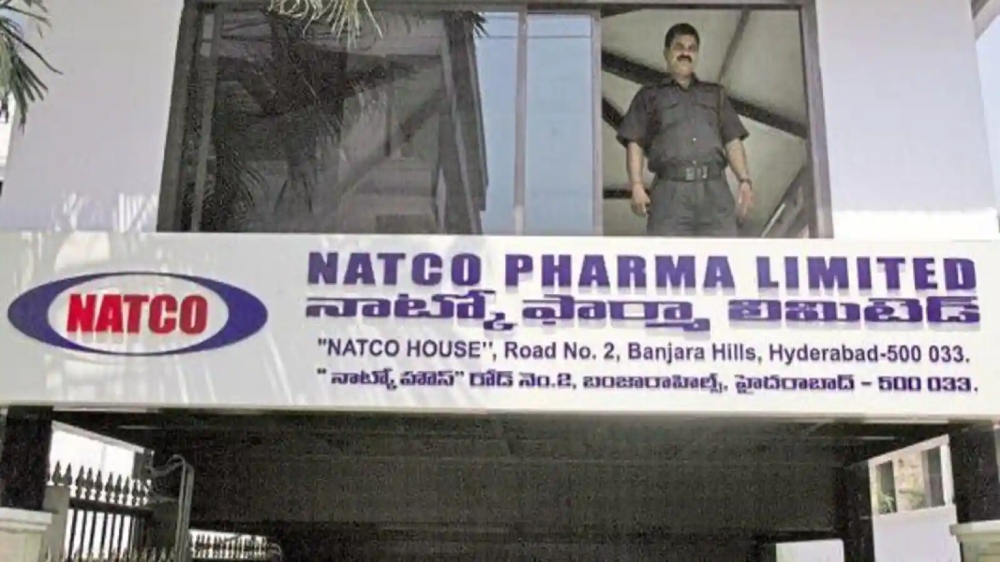 NATCO
NATCO PHARMA LIMITED
నాట్కో ఫార్మా లిమిటెడ్
"NATCO HOUSE", Road No. 2, Banjara Hills, Hyderabad-500 033.
"నాట్కో హౌస్" రోడ్ నెం.2, బంజారాహిల్స్, హైదరాబాద్ - 500 033.